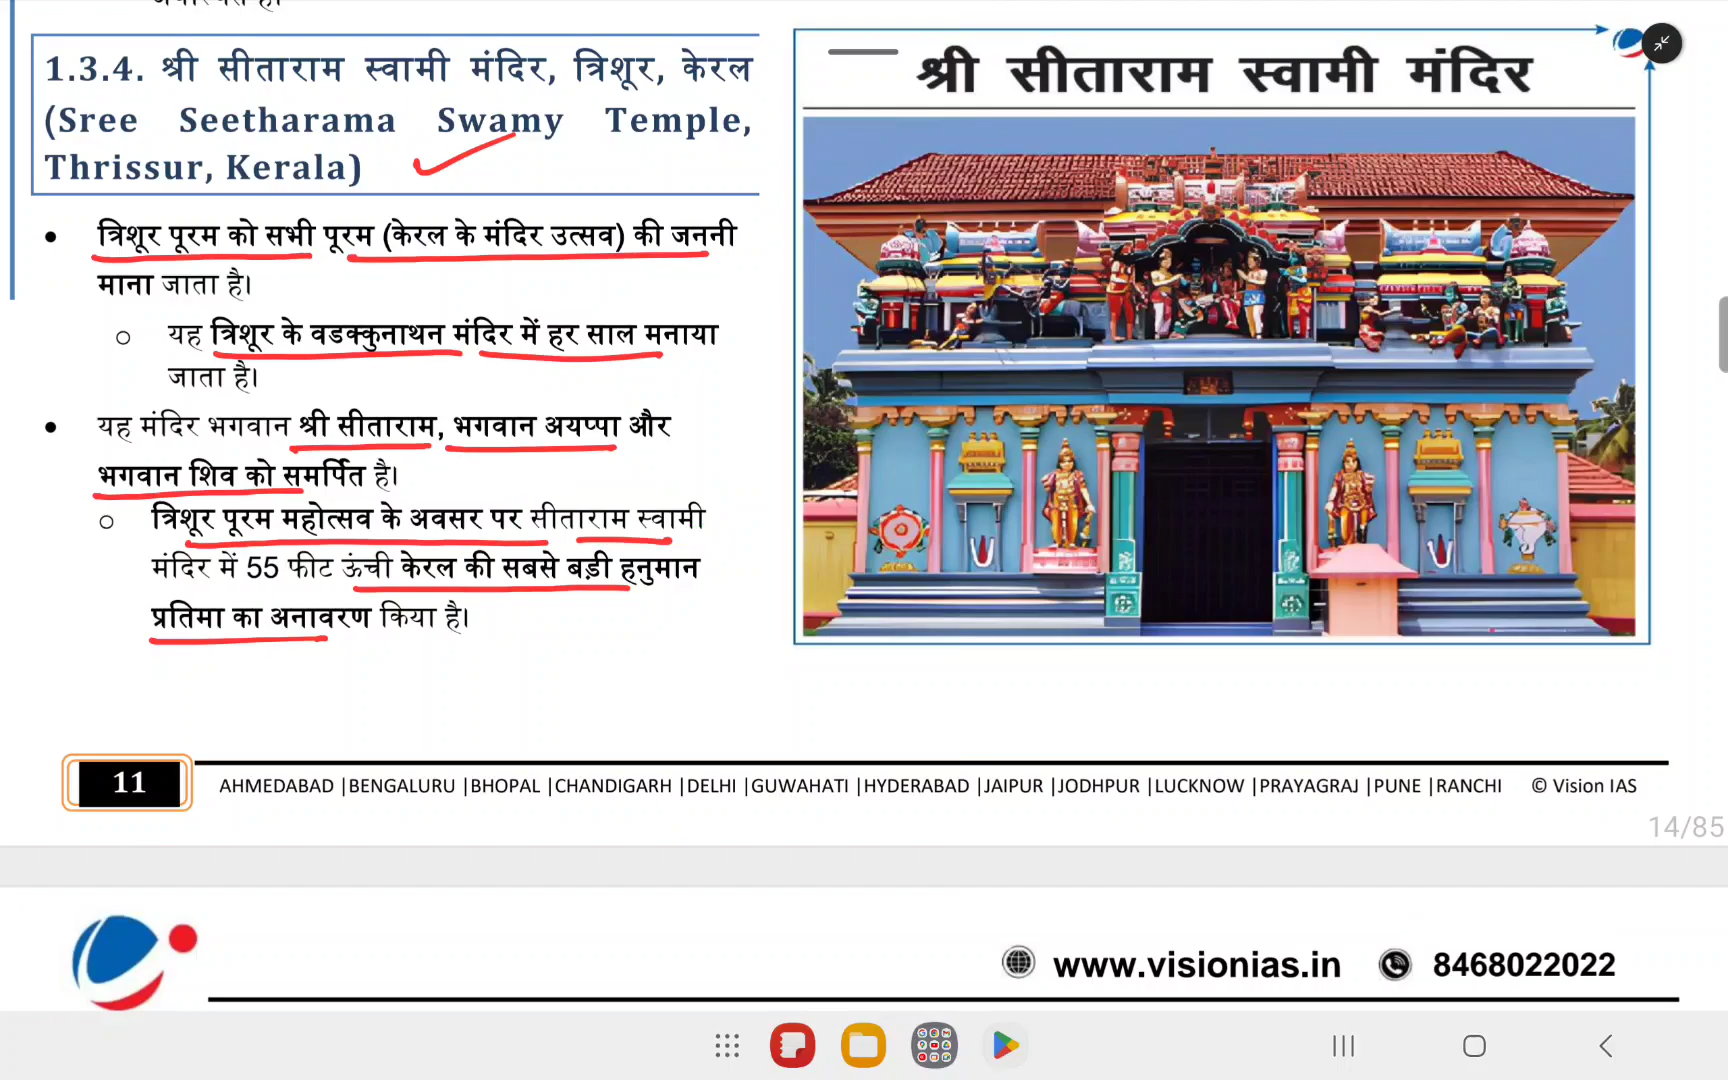 1.3.4. श्री सीताराम स्वामी मंदिर, त्रिशूर, केरल
(Sree Seetharama Swamy Temple,
Thrissur, Kerala)
• त्रिशूर पूरम को सभी पूरम (केरल के मंदिर उत्सव) की जननी
माना जाता है।
○ यह त्रिशूर के वडक्कुनाथन मंदिर में हर साल मनाया
जाता है।
• यह मंदिर भगवान श्री सीताराम, भगवान अयप्पा और
भगवान शिव को समर्पित है।
○ त्रिशूर पूरम महोत्सव के अवसर पर सीताराम स्वामी
मंदिर में 55 फीट ऊंची केरल की सबसे बड़ी हनुमान
प्रतिमा का अनावरण किया है।
श्री सीताराम स्वामी मंदिर
11
AHMEDABAD |BENGALURU |BHOPAL |CHANDIGARH |DELHI |GUWAHATI |HYDERABAD |JAIPUR |JODHPUR |LUCKNOW |PRAYAGRAJ |PUNE |RANCHI © Vision IAS
14/85
www.visionias.in 8468022022